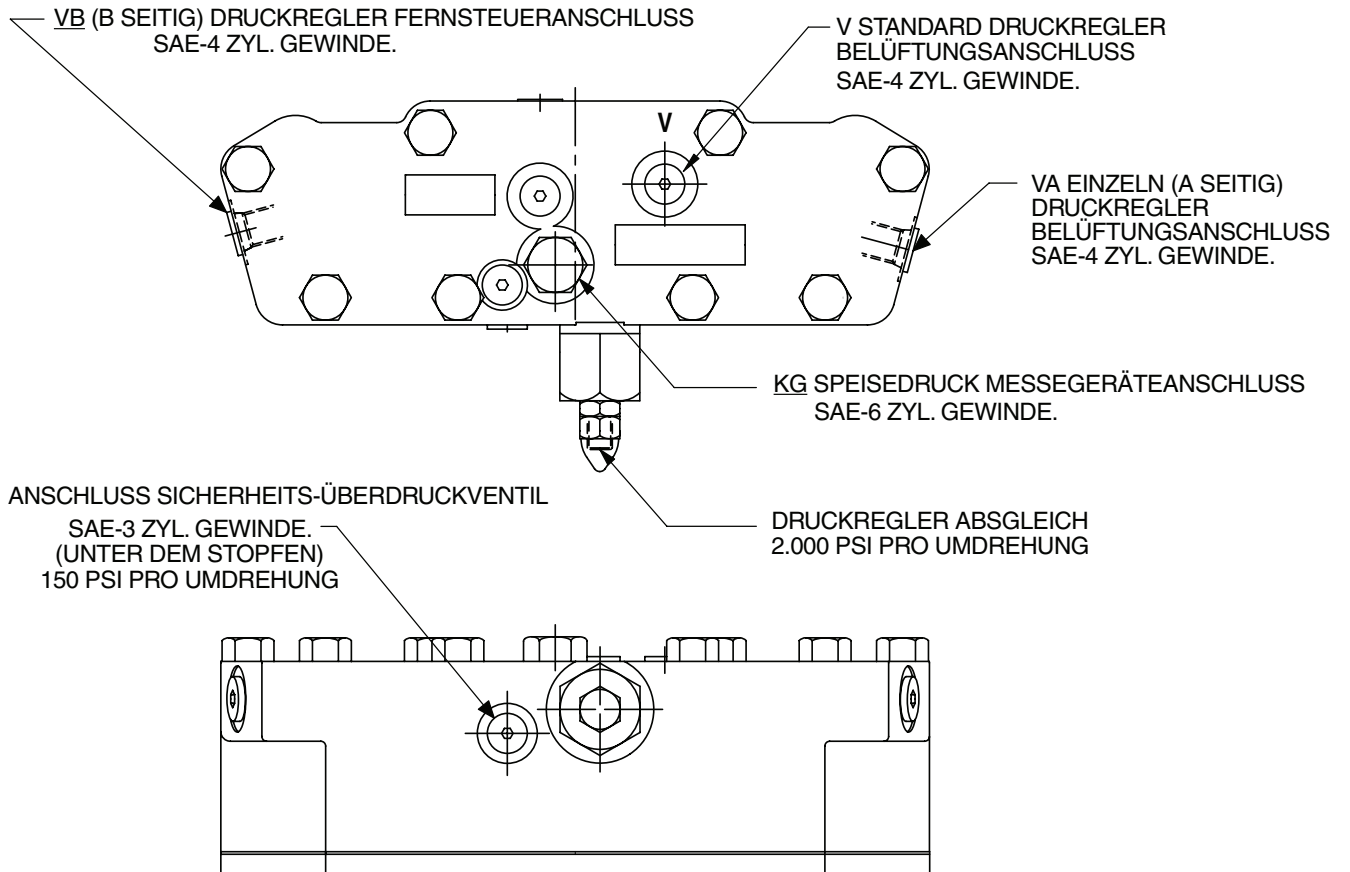 VB (B SEITIG) DRUCKREGLER FERNSTEUERANSCHLUSS
SAE-4 ZYL. GEWINDE.
V STANDARD DRUCKREGLER
BELÜFTUNGSANSCHLUSS
SAE-4 ZYL. GEWINDE.
V
VA EINZELN (A SEITIG)
DRUCKREGLER
BELÜFTUNGSANSCHLUSS
SAE-4 ZYL. GEWINDE.
KG SPEISEDRUCK MESSEGERÄTEANSCHLUSS
SAE-6 ZYL. GEWINDE.
ANSCHLUSS SICHERHEITS-ÜBERDRUCKVENTIL
SAE-3 ZYL. GEWINDE.
(UNTER DEM STOPFEN)
150 PSI PRO UMDREHUNG
DRUCKREGLER ABSGLEICH
2.000 PSI PRO UMDREHUNG